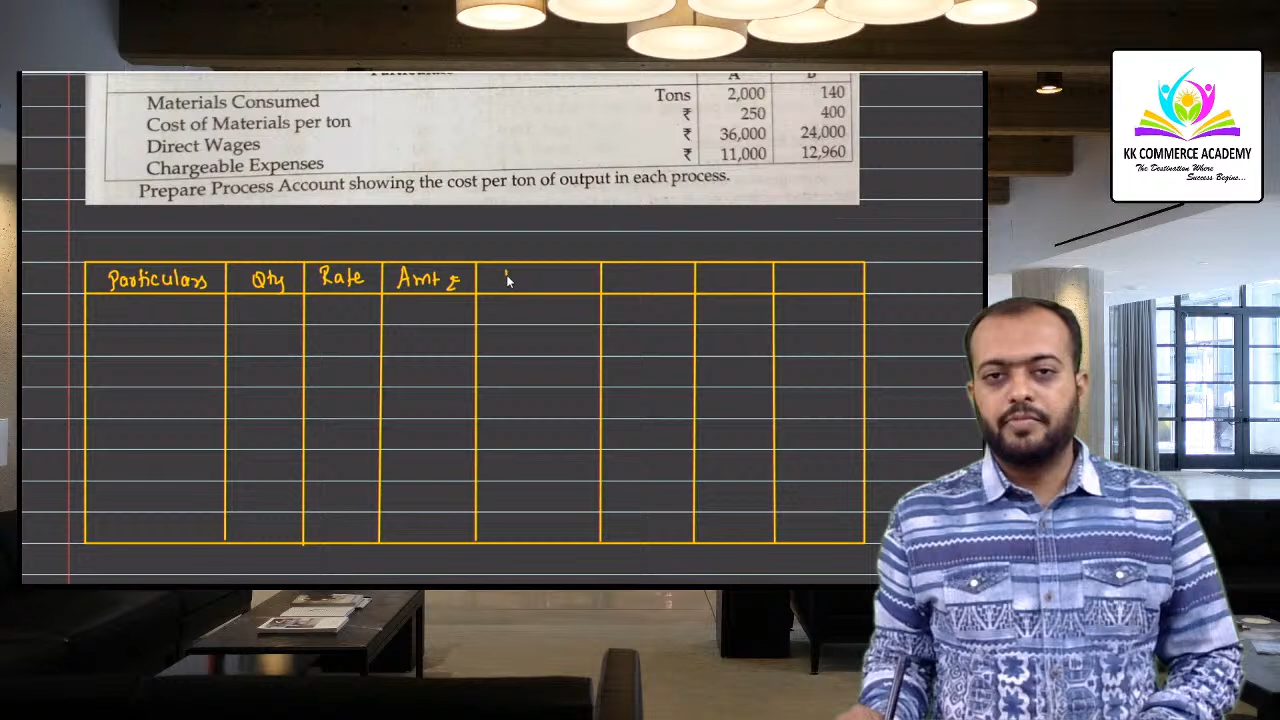 A
Materials Consumed Tons 2,000 140
Cost of Materials per ton ₹ 250 400
Direct Wages ₹ 36,000 24,000
Chargeable Expenses ₹ 11,000 12,960
Prepare Process Account showing the cost per ton of output in each process.
Particulars Qty Rate Amt ₹
KK COMMERCE ACADEMY
The Destination Where
Success Begins...